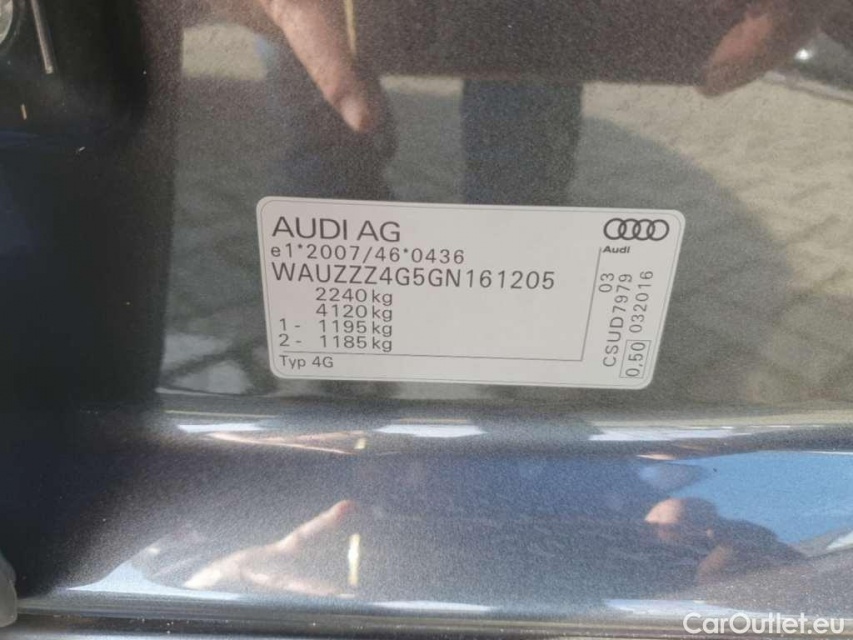 AUDI AG
e1*2007/46*0436
WAUZZZ4G5GN161205
2240kg
4120kg
1- 1195kg
2- 1185kg
Typ 4G
Audi
CSUD7979 03
0,50 032016
CarOutlet.eu